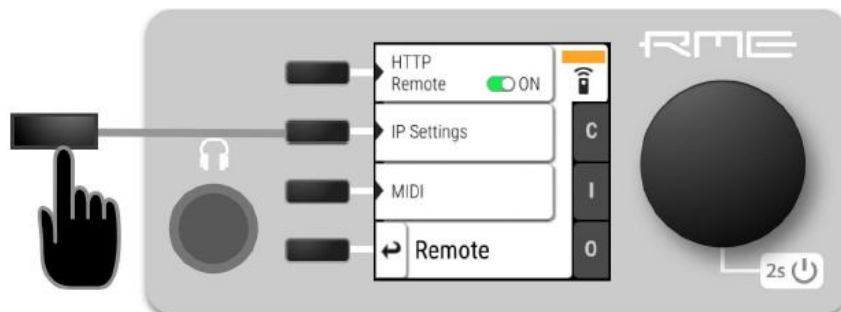 RME
HTTP
Remote ON
IP Settings
C
MIDI
I
Remote
O
2s